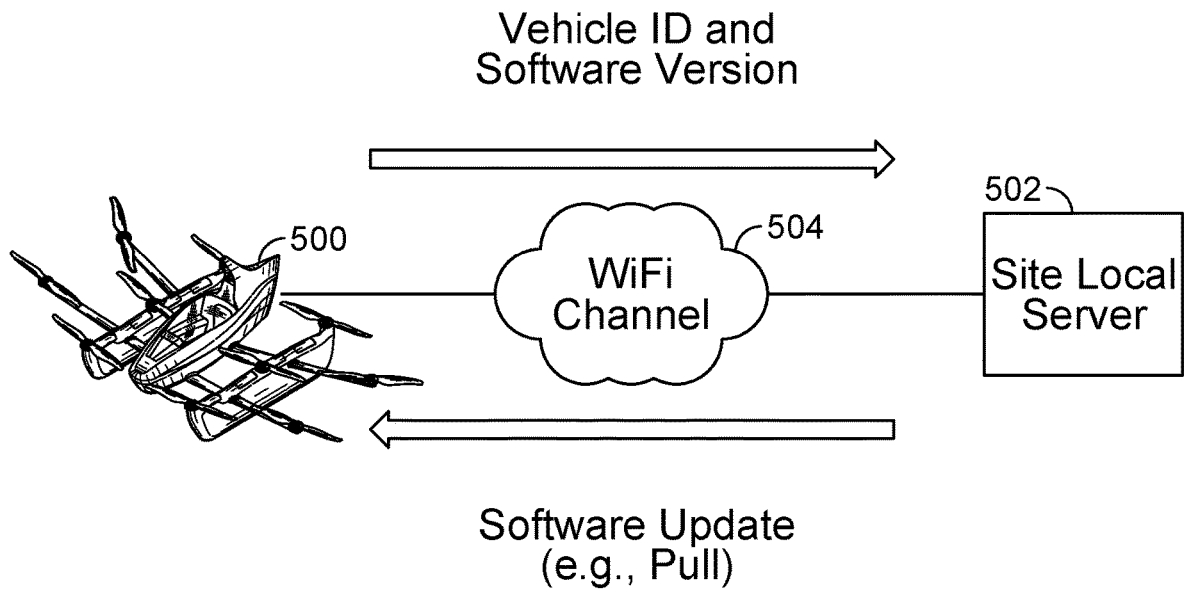 Vehicle ID and
Software Version
500
504
502
WiFi
Channel
Site Local
Server
Software Update
(e.g., Pull)